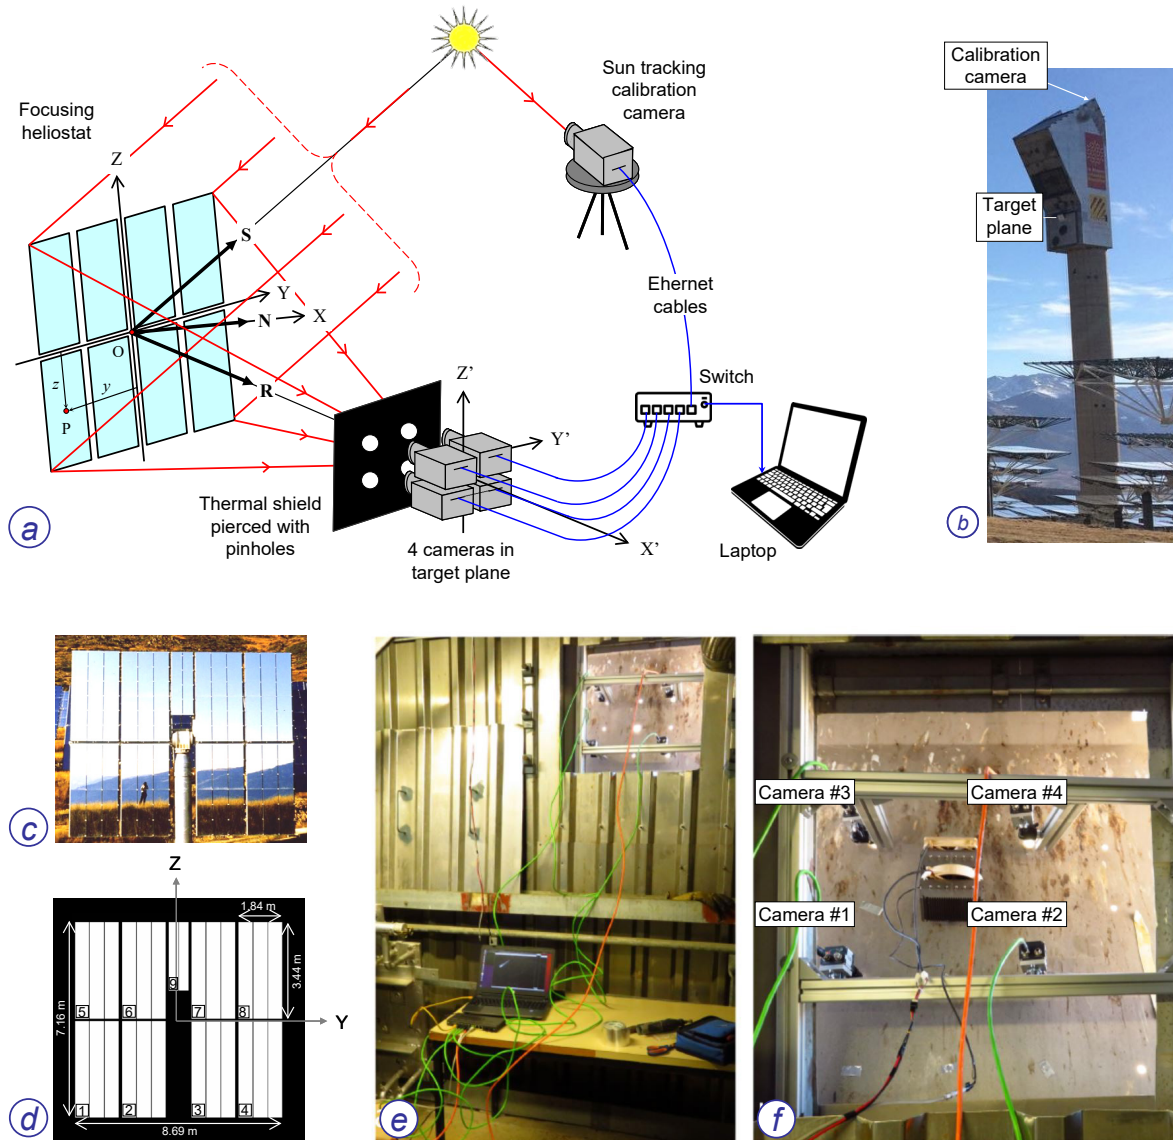 Focusing
heliostat
Sun tracking
calibration
camera
Z
S
Y
N
X
O
R
z
y
P
Ehernet
cables
Switch
Z'
Y'
X'
Thermal shield
pierced with
pinholes
4 cameras in
target plane
Laptop
a
Calibration
camera
Target
plane
b
c
Z
1.84 m
3.44 m
7.16 m
9
5
6
7
8
Y
1
2
3
4
8.69 m
d
e
Camera #3
Camera #4
Camera #1
Camera #2
f